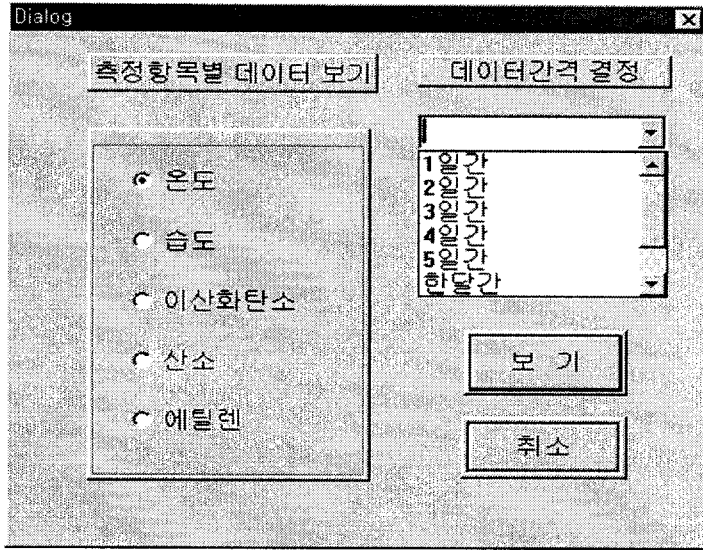 Dialog
측정항목별 데이터 보기
온도
습도
이산화탄소
산소
에틸렌
데이터간격 결정
1일간
2일간
3일간
4일간
5일간
한달간
보 기
취소